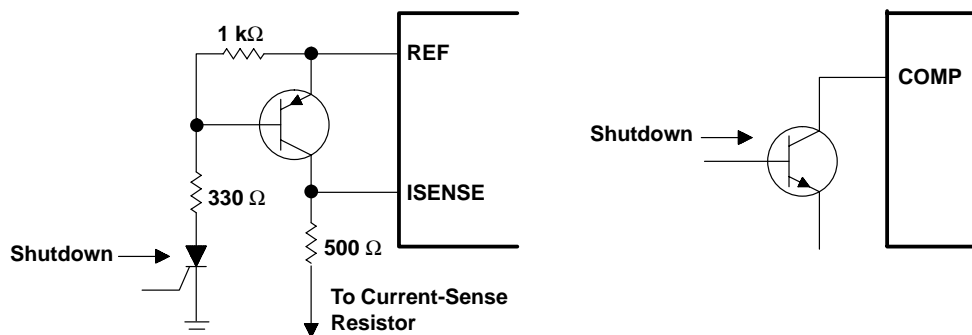 1 kΩ
REF
COMP
Shutdown
330 Ω
ISENSE
500 Ω
Shutdown
To Current-Sense
Resistor